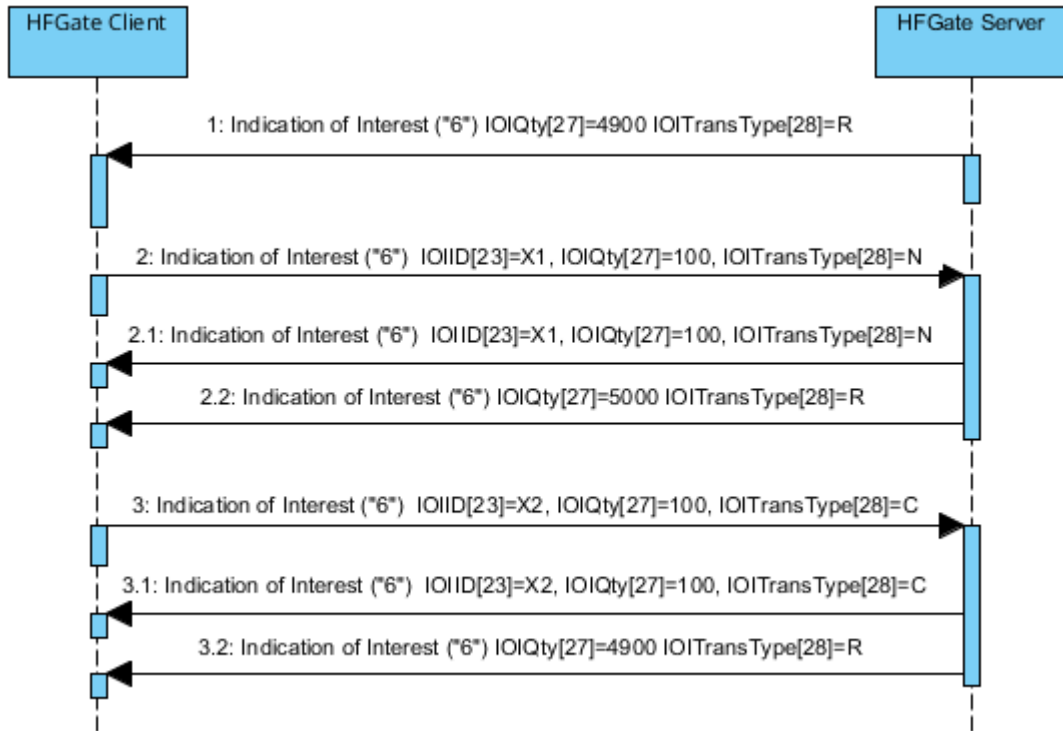 HFGate Client
HFGate Server
1: Indication of Interest ("6") IOIQty[27]=4900 IOITransType[28]=R
2: Indication of Interest ("6")  IOIID[23]=X1, IOIQty[27]=100, IOITransType[28]=N
2.1: Indication of Interest ("6")  IOIID[23]=X1, IOIQty[27]=100, IOITransType[28]=N
2.2: Indication of Interest ("6") IOIQty[27]=5000 IOITransType[28]=R
3: Indication of Interest ("6")  IOIID[23]=X2, IOIQty[27]=100, IOITransType[28]=C
3.1: Indication of Interest ("6")  IOIID[23]=X2, IOIQty[27]=100, IOITransType[28]=C
3.2: Indication of Interest ("6") IOIQty[27]=4900 IOITransType[28]=R